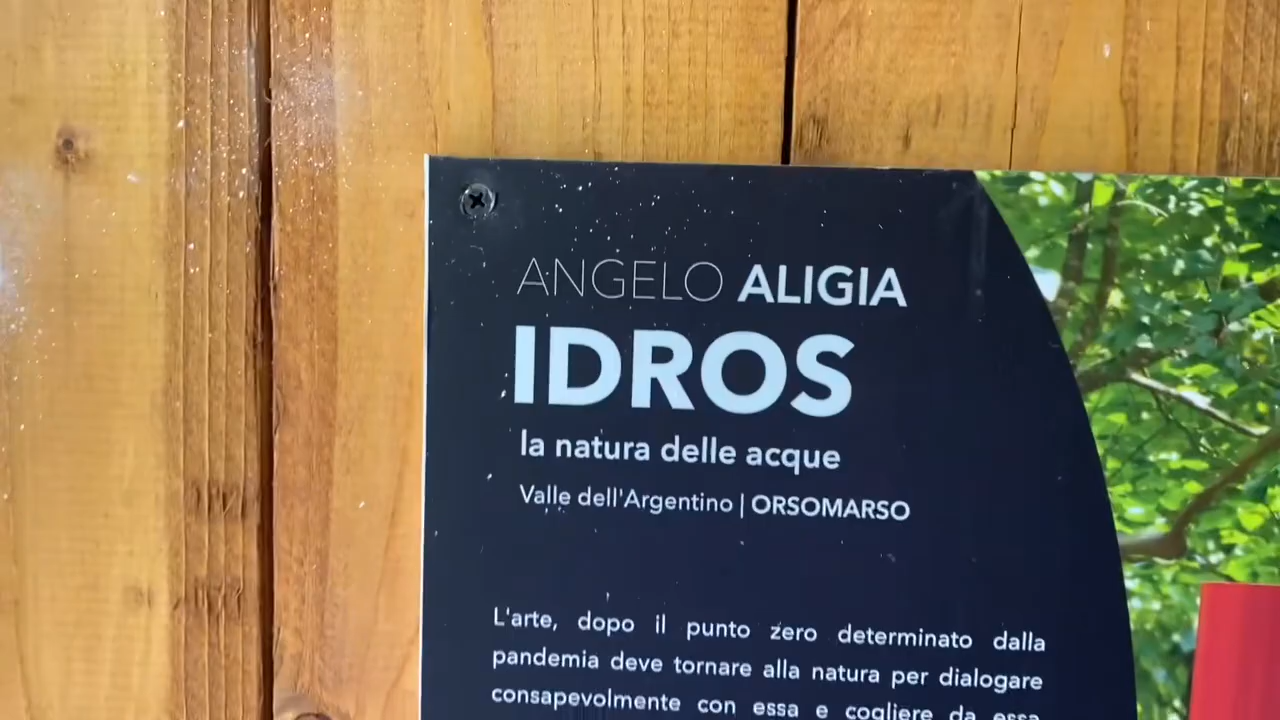 ANGELO ALIGIA
IDROS
la natura delle acque
Valle dell'Argentino | ORSOMARSO
L'arte, dopo il punto zero determinato dalla
pandemia deve tornare alla natura per dialogare
consapevolmente con essa e cogliere da essa